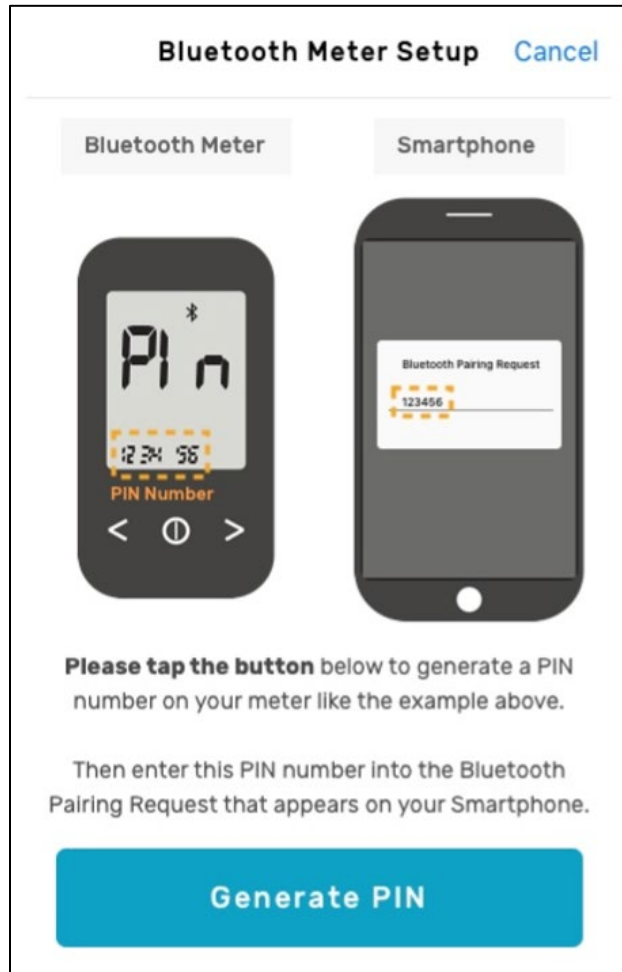 Bluetooth Meter Setup Cancel
Bluetooth Meter Smartphone
PIn
Bluetooth Pairing Request
123456
1234 56
PIN Number
Please tap the button below to generate a PIN
number on your meter like the example above.
Then enter this PIN number into the Bluetooth
Pairing Request that appears on your Smartphone.
Generate PIN